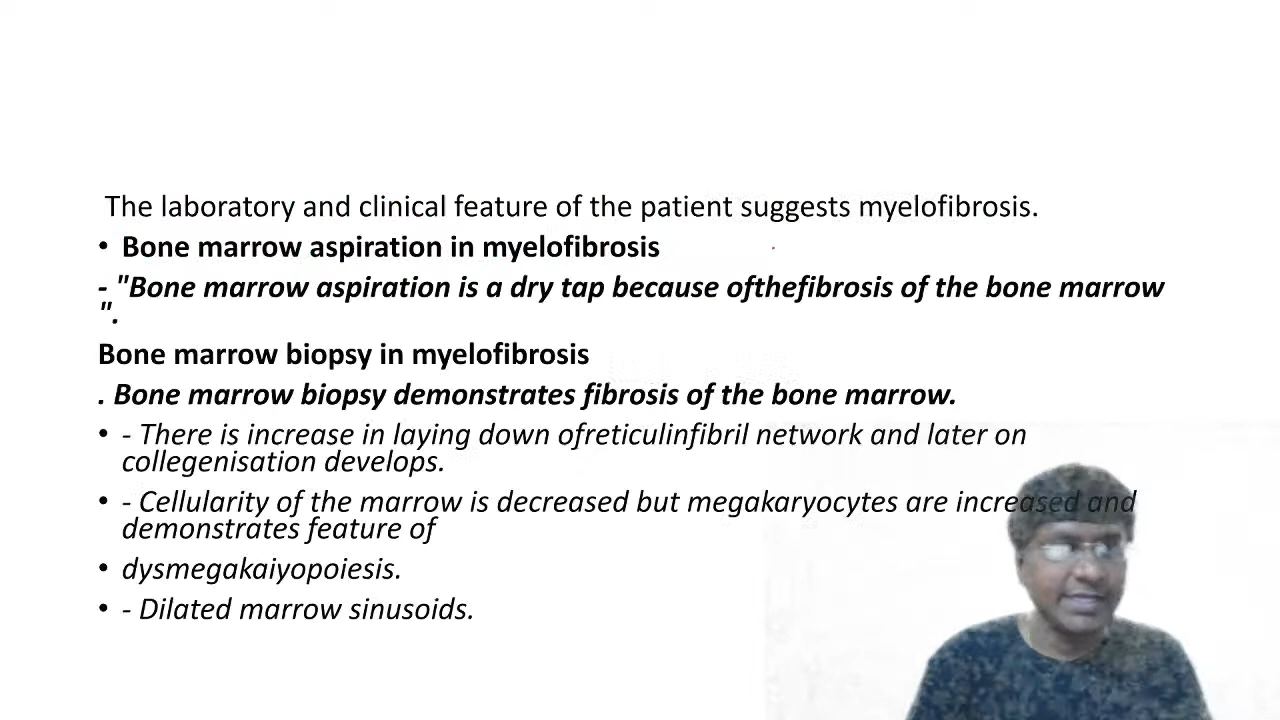 The laboratory and clinical feature of the patient suggests myelofibrosis.
• Bone marrow aspiration in myelofibrosis
- "Bone marrow aspiration is a dry tap because ofthefibrosis of the bone marrow
".
Bone marrow biopsy in myelofibrosis
. Bone marrow biopsy demonstrates fibrosis of the bone marrow.
• - There is increase in laying down ofreticulinfibril network and later on
collegenisation develops.
• - Cellularity of the marrow is decreased but megakaryocytes are increased and
demonstrates feature of
• dysmegakaiyopoiesis.
• - Dilated marrow sinusoids.